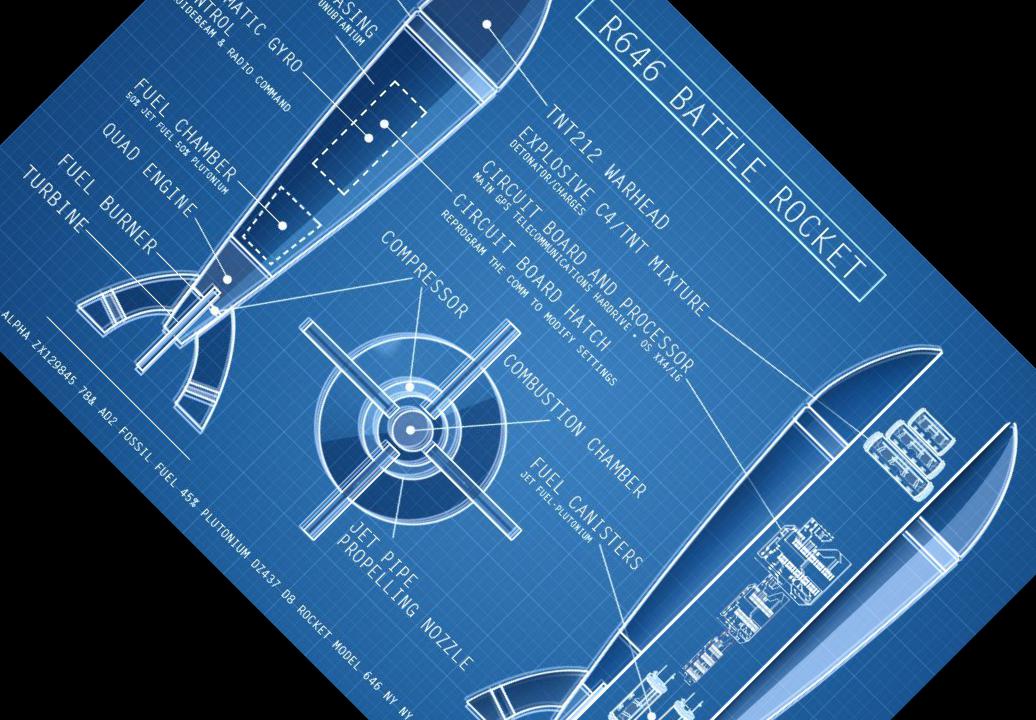 R646 BATTLE ROCKET
ASING
UNUBTANIUM
MATIC GYRO
NTROL
UIDEBEAM & RADIO COMMAND
FUEL CHAMBER
50% JET FUEL 50% PLUTONIUM
QUAD ENGINE
FUEL BURNER
TURBINE
TNT212 WARHEAD
EXPLOSIVE C4/TNT MIXTURE
DETONATOR/CHARGES
CIRCUIT BOARD AND PROCESSOR
MAIN GPS TELECOMMUNICATIONS HARDRIVE • OS XX4/16
CIRCUIT BOARD HATCH
REPROGRAM THE COMM TO MODIFY SETTINGS
COMPRESSOR
COMBUSTION CHAMBER
FUEL CANISTERS
JET FUEL-PLUTONIUM
JET PIPE
PROPELLING NOZZLE
ALPHA ZX129845 78& AD2 FOSSIL FUEL 45% PLUTONIUM DZ437 D8 ROCKET MODEL 646 NY NY